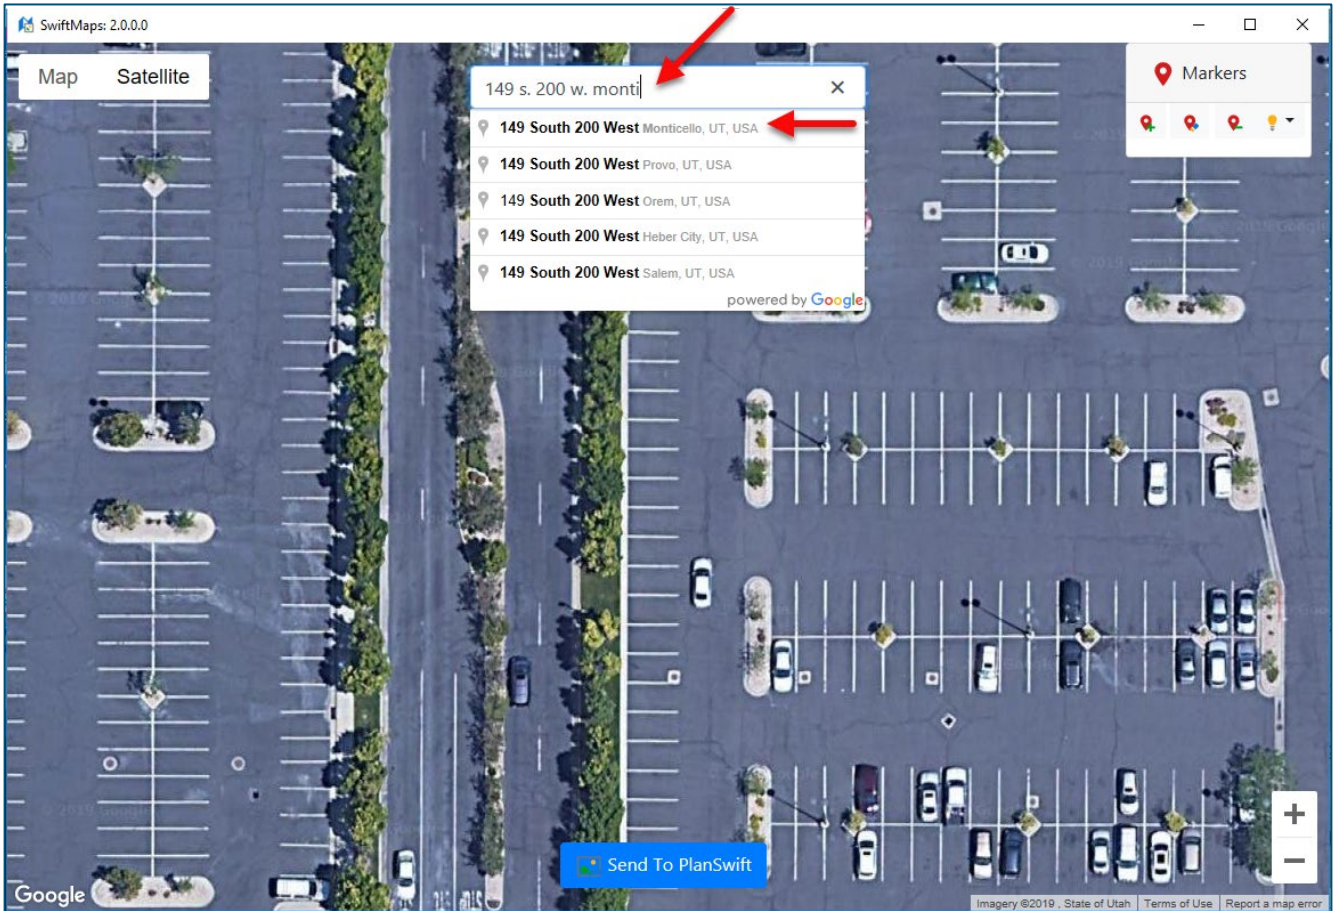 SwiftMaps: 2.0.0.0
Map Satellite
149 s. 200 w. monti
Markers
149 South 200 West Monticello, UT, USA
149 South 200 West Provo, UT, USA
149 South 200 West Orem, UT, USA
149 South 200 West Heber City, UT, USA
149 South 200 West Salem, UT, USA
powered by Google
Send To PlanSwift
Google
Imagery ©2019 , State of Utah Terms of Use Report a map error